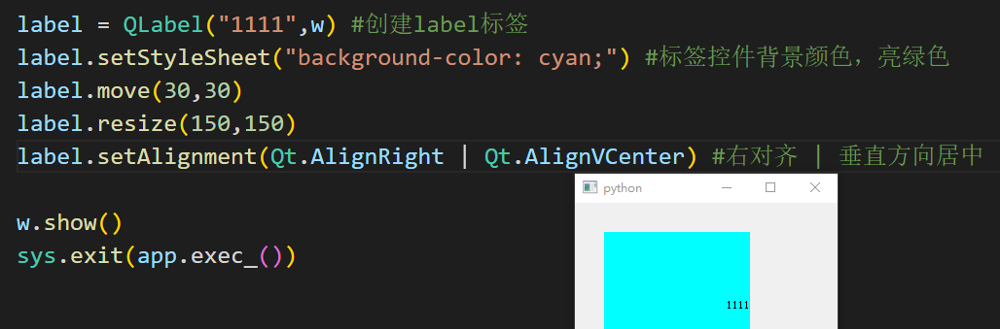 label = QLabel("1111",w) #创建label标签
label.setStyleSheet("background-color: cyan;") #标签控件背景颜色，亮绿色
label.move(30,30)
label.resize(150,150)
label.setAlignment(Qt.AlignRight | Qt.AlignVCenter) #右对齐 | 垂直方向居中
python
w.show()
sys.exit(app.exec_())
1111